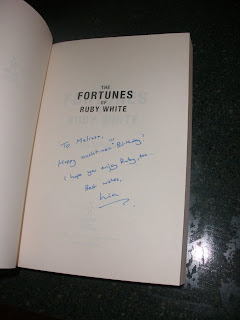 THE
FORTUNES
OF
RUBY WHITE
To Melissa,
Happy Birthday!
I hope you enjoy Ruby, too.
Best wishes,